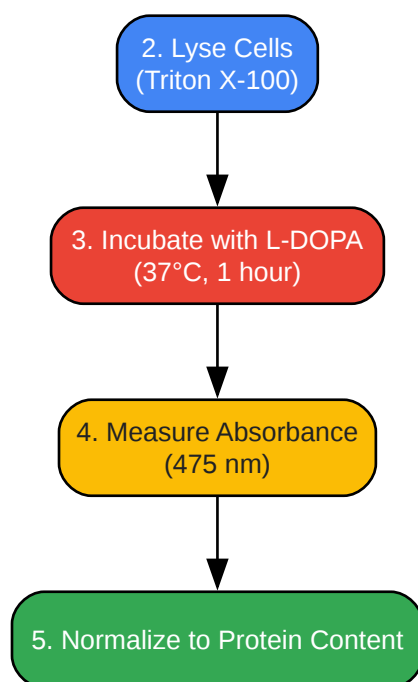 2. Lyse Cells
(Triton X-100)
3. Incubate with L-DOPA
(37°C, 1 hour)
4. Measure Absorbance
(475 nm)
5. Normalize to Protein Content